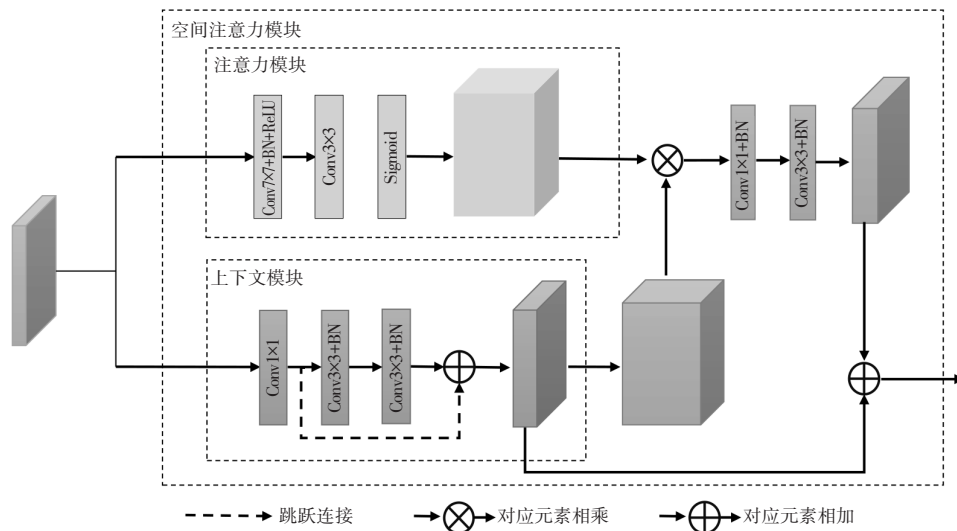 空间注意力模块
注意力模块
Conv7×7+BN+ReLU
Conv3×3
Sigmoid
Conv1×1+BN
Conv3×3+BN
上下文模块
Conv1×1
Conv3×3+BN
Conv3×3+BN
跳跃连接
对应元素相乘
对应元素相加